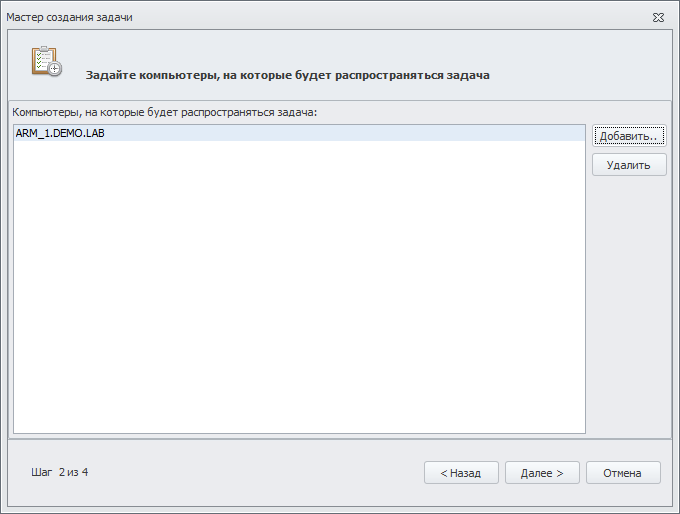 Мастер создания задачи
Задайте компьютеры, на которые будет распространяться задача
Компьютеры, на которые будет распространяться задача:
ARM_1.DEMO.LAB
Добавить..
Удалить
Шаг 2 из 4
< Назад
Далее >
Отмена